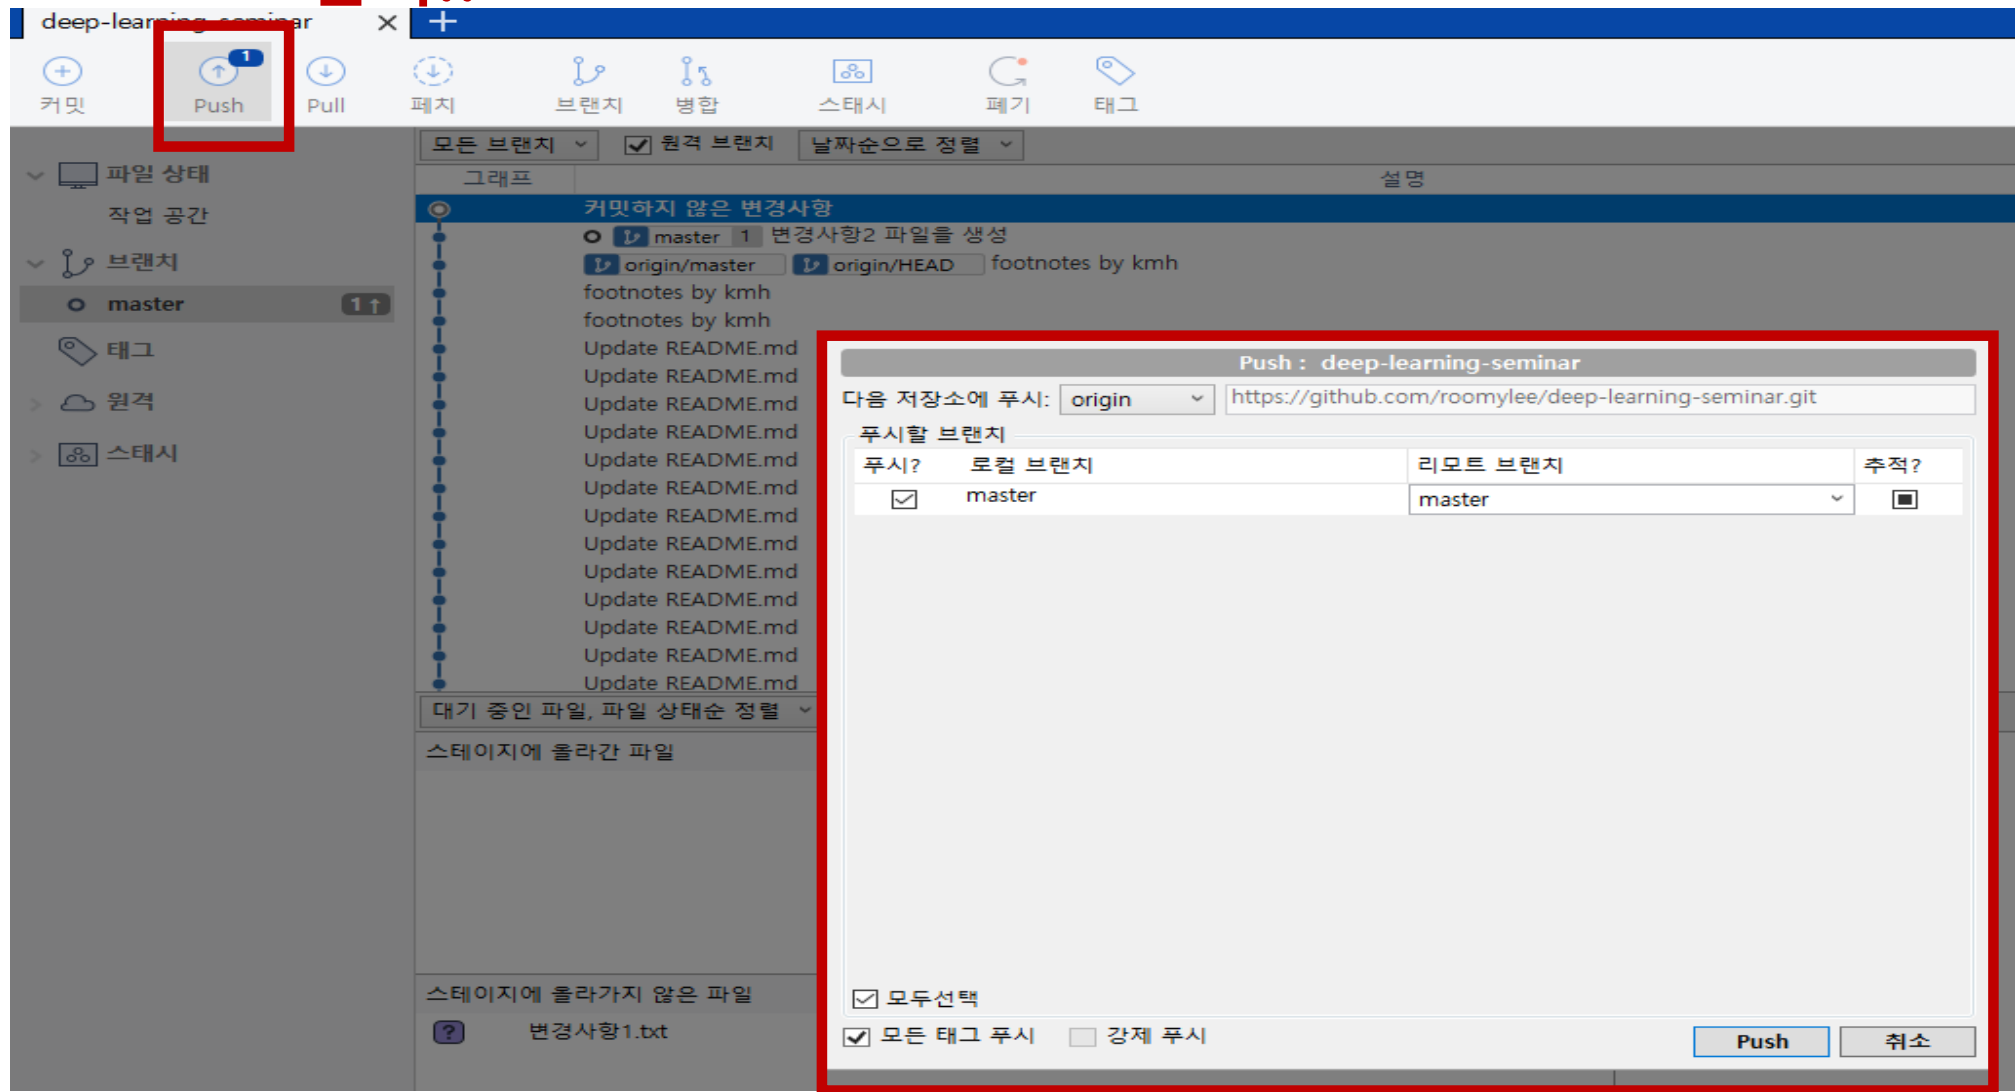 deep-learning-seminar
1
커밋
Push
Pull
페치
브랜치
병합
스태시
폐기
태그
모든 브랜치
원격 브랜치
날짜순으로 정렬
파일 상태
작업 공간
브랜치
master 1↑
태그
원격
스태시
그래프 설명
커밋하지 않은 변경사항
master 1 변경사항2 파일을 생성
origin/master origin/HEAD footnotes by kmh
footnotes by kmh
footnotes by kmh
Update README.md
Update README.md
Update README.md
Update README.md
Update README.md
Update README.md
Update README.md
Update README.md
Update README.md
Update README.md
Update README.md
Update README.md
Update README.md
대기 중인 파일, 파일 상태순 정렬
스테이지에 올라간 파일
스테이지에 올라가지 않은 파일
? 변경사항1.txt
Push : deep-learning-seminar
다음 저장소에 푸시: origin https://github.com/roomylee/deep-learning-seminar.git
푸시할 브랜치
푸시? 로컬 브랜치 리모트 브랜치 추적?
master master
모두선택
모든 태그 푸시 강제 푸시
Push 취소